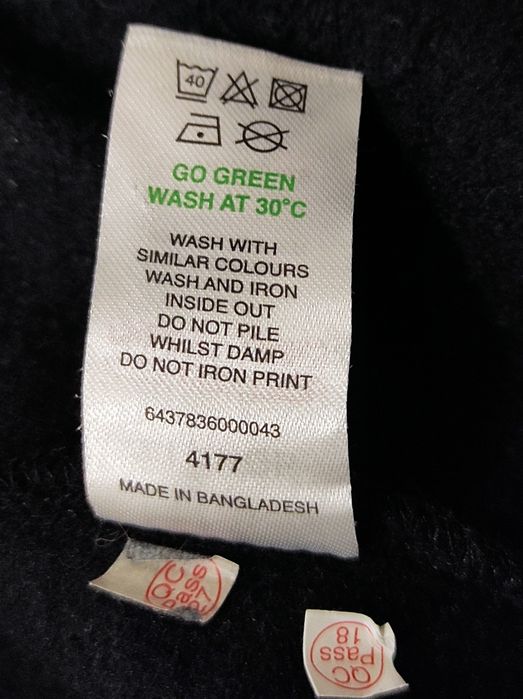 40
GO GREEN
WASH AT 30°C
WASH WITH
SIMILAR COLOURS
WASH AND IRON
INSIDE OUT
DO NOT PILE
WHILST DAMP
DO NOT IRON PRINT
6437836000043
4177
MADE IN BANGLADESH
QC
Pass
27
QC
Pass
18